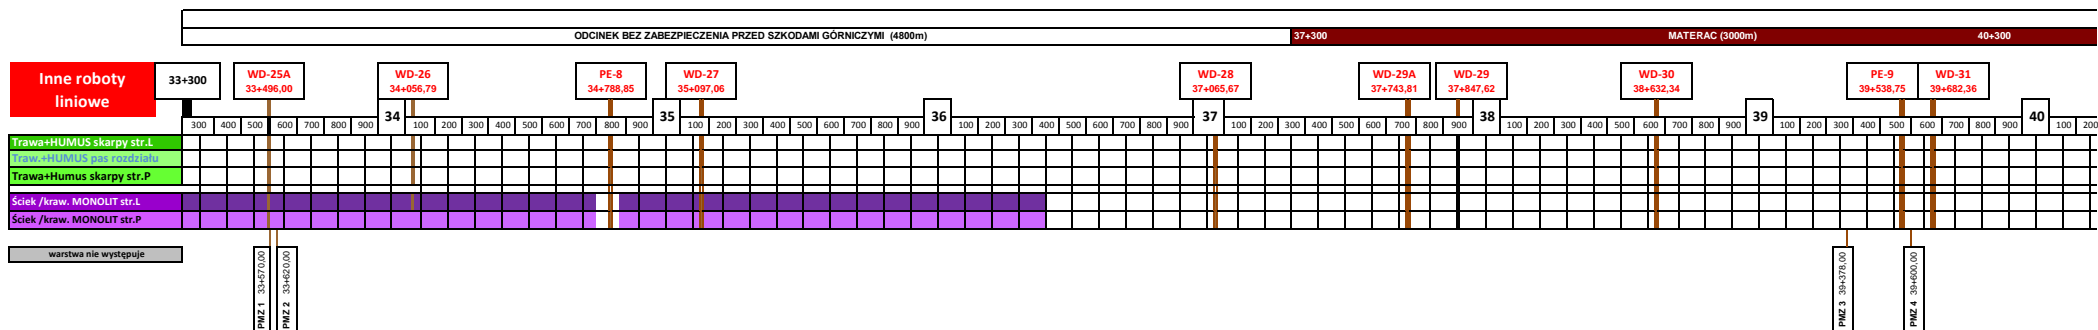 ODCINEK BEZ ZABEZPIECZENIA PRZED SZKODAMI GÓRNICZYMI (4800m) 37+300 MATERAC (3000m) 40+300
Inne roboty
liniowe
33+300
WD-25A
33+496,00
WD-26
34+056,79
PE-8
34+788,85
WD-27
35+097,06
WD-28
37+065,67
WD-29A
37+743,81
WD-29
37+847,62
WD-30
38+632,34
PE-9
39+538,75
WD-31
39+682,36
300 400 500 600 700 800 900 34 100 200 300 400 500 600 700 800 900 35 100 200 300 400 500 600 700 800 900 36 100 200 300 400 500 600 700 800 900 37 100 200 300 400 500 600 700 800 900 38 100 200 300 400 500 600 700 800 900 39 100 200 300 400 500 600 700 800 900 40 100 200
Trawa+HUMUS skarpy str.L
Traw.+HUMUS pas rozdziału
Trawa+Humus skarpy str.P
Ściek /kraw. MONOLIT str.L
Ściek /kraw. MONOLIT str.P
warstwa nie występuje
PMZ 1 33+570,00
PMZ 2 33+620,00
PMZ 3 39+378,00
PMZ 4 39+600,00